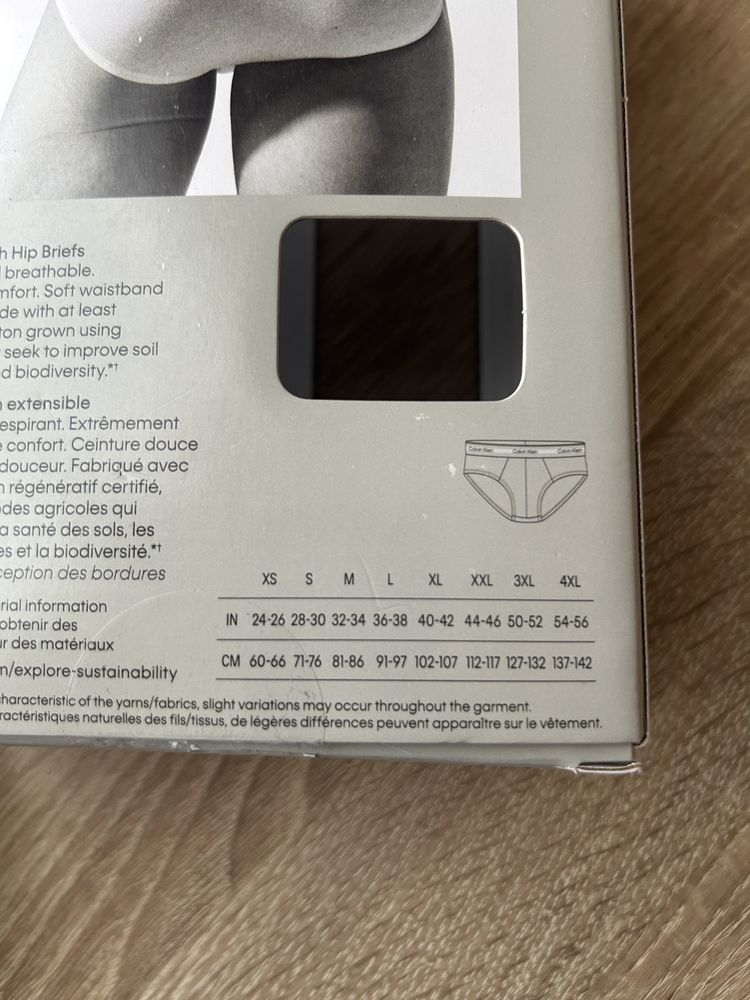 h Hip Briefs
breathable.
mfort. Soft waistband
de with at least
ton grown using
seek to improve soil
d biodiversity.*†
extensible
espirant. Extrêmement
e confort. Ceinture douce
douceur. Fabriqué avec
n régénératif certifié,
odes agricoles qui
a santé des sols, les
es et la biodiversité.*†
ception des bordures
rial information
obtenir des
ur des matériaux
m/explore-sustainability
Calvin Klein Calvin Klein Calvin Klein
XS S M L XL XXL 3XL 4XL
IN 24-26 28-30 32-34 36-38 40-42 44-46 50-52 54-56
CM 60-66 71-76 81-86 91-97 102-107 112-117 127-132 137-142
characteristic of the yarns/fabrics, slight variations may occur throughout the garment.
ractéristiques naturelles des fils/tissus, de légères différences peuvent apparaître sur le vêtement.